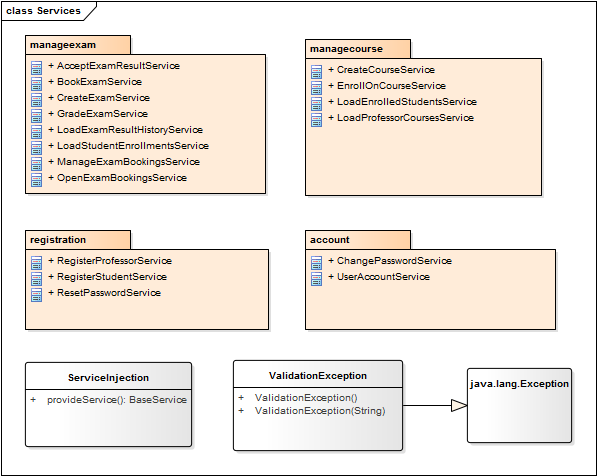 class Services
manageexam
+ AcceptExamResultService
+ BookExamService
+ CreateExamService
+ GradeExamService
+ LoadExamResultHistoryService
+ LoadStudentEnrollmentsService
+ ManageExamBookingsService
+ OpenExamBookingsService
managecourse
+ CreateCourseService
+ EnrollOnCourseService
+ LoadEnrolledStudentsService
+ LoadProfessorCoursesService
registration
+ RegisterProfessorService
+ RegisterStudentService
+ ResetPasswordService
account
+ ChangePasswordService
+ UserAccountService
ServiceInjection
+ provideService(): BaseService
ValidationException
+ ValidationException()
+ ValidationException(String)
java.lang.Exception